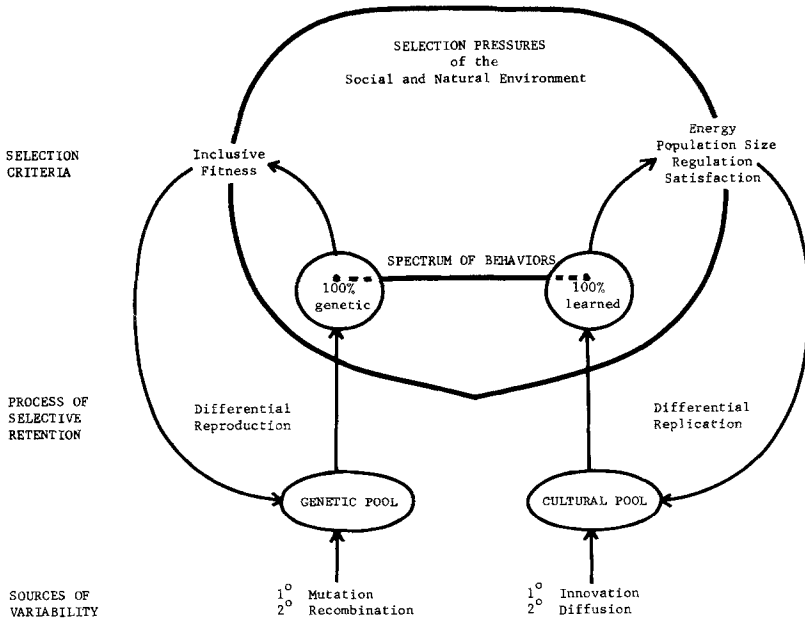 SELECTION PRESSURES
of the
Social and Natural Environment
SELECTION
CRITERIA
Inclusive
Fitness
Energy
Population Size
Regulation
Satisfaction
SPECTRUM OF BEHAVIORS
100%
genetic
100%
learned
PROCESS OF
SELECTIVE
RETENTION
Differential
Reproduction
Differential
Replication
GENETIC POOL
CULTURAL POOL
SOURCES OF
VARIABILITY
1° Mutation
2° Recombination
1° Innovation
2° Diffusion